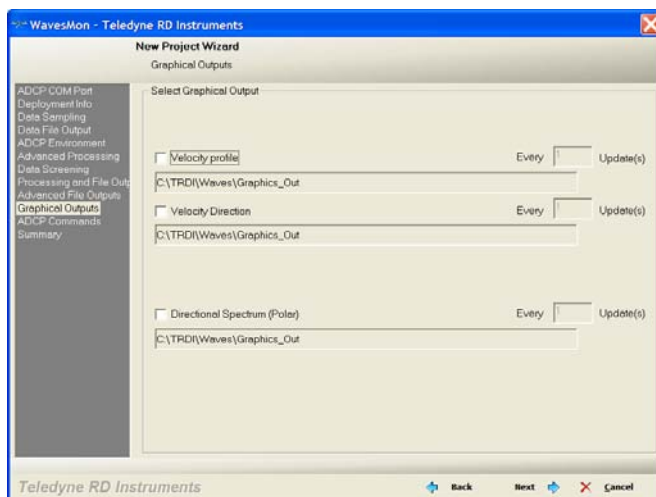 WavesMon - Teledyne RD Instruments
New Project Wizard
Graphical Outputs
ADCP COM Port
Deployment Info
Data Sampling
Data File Output
ADCP Environment
Advanced Processing
Data Screening
Processing and File Outp
Advanced File Outputs
Graphical Outputs
ADCP Commands
Summary
Select Graphical Output
Velocity profile Every 1 Update(s)
C:\TRDI\Waves\Graphics_Out
Velocity Direction Every 1 Update(s)
C:\TRDI\Waves\Graphics_Out
Directional Spectrum (Polar) Every 1 Update(s)
C:\TRDI\Waves\Graphics_Out
Teledyne RD Instruments
Back Next Cancel